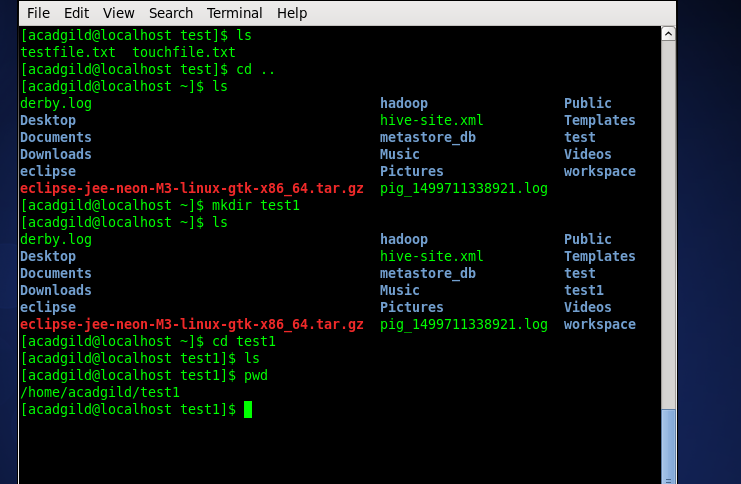 File Edit View Search Terminal Help
[acadgild@localhost test]$ ls
testfile.txt touchfile.txt
[acadgild@localhost test]$ cd ..
[acadgild@localhost ~]$ ls
derby.log hadoop Public
Desktop hive-site.xml Templates
Documents metastore_db test
Downloads Music Videos
eclipse Pictures workspace
eclipse-jee-neon-M3-linux-gtk-x86_64.tar.gz pig_1499711338921.log
[acadgild@localhost ~]$ mkdir test1
[acadgild@localhost ~]$ ls
derby.log hadoop Public
Desktop hive-site.xml Templates
Documents metastore_db test
Downloads Music test1
eclipse Pictures Videos
eclipse-jee-neon-M3-linux-gtk-x86_64.tar.gz pig_1499711338921.log workspace
[acadgild@localhost ~]$ cd test1
[acadgild@localhost test1]$ ls
[acadgild@localhost test1]$ pwd
/home/acadgild/test1
[acadgild@localhost test1]$